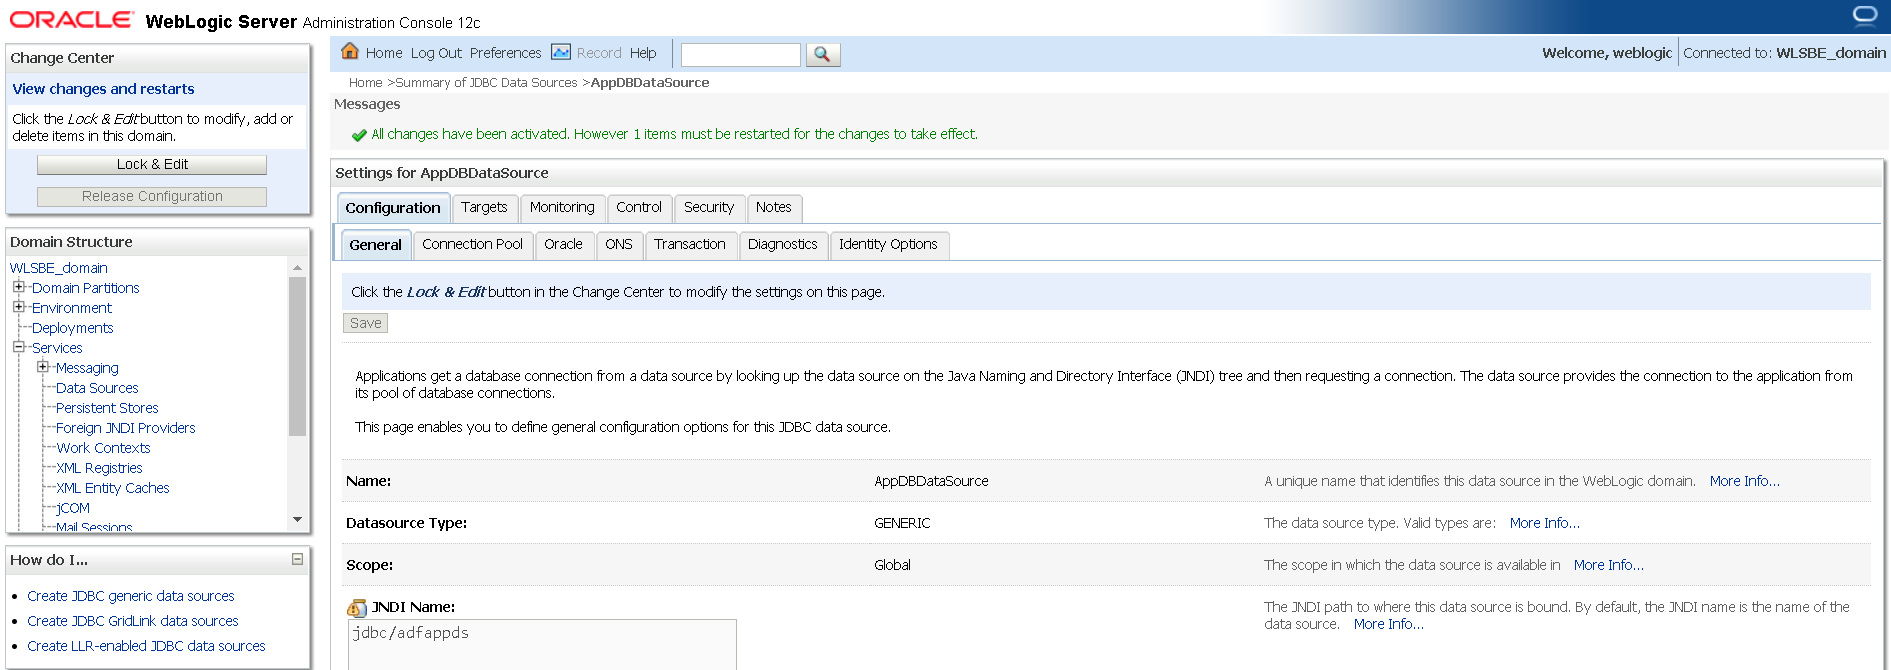 ORACLE WebLogic Server Administration Console 12c
Change Center
View changes and restarts
Click the Lock & Edit button to modify, add or
delete items in this domain.
Lock & Edit
Release Configuration
Domain Structure
WLSBE_domain
Domain Partitions
Environment
Deployments
Services
Messaging
Data Sources
Persistent Stores
Foreign JNDI Providers
Work Contexts
XML Registries
XML Entity Caches
jCOM
Mail Sessions
How do I...
Create JDBC generic data sources
Create JDBC GridLink data sources
Create LLR-enabled JDBC data sources
Home Log Out Preferences Record Help
Welcome, weblogic Connected to: WLSBE_domain
Home >Summary of JDBC Data Sources >AppDBDataSource
Messages
All changes have been activated. However 1 items must be restarted for the changes to take effect.
Settings for AppDBDataSource
Configuration Targets Monitoring Control Security Notes
General Connection Pool Oracle ONS Transaction Diagnostics Identity Options
Click the Lock & Edit button in the Change Center to modify the settings on this page.
Save
Applications get a database connection from a data source by looking up the data source on the Java Naming and Directory Interface (JNDI) tree and then requesting a connection. The data source provides the connection to the application from
its pool of database connections.
This page enables you to define general configuration options for this JDBC data source.
Name: AppDBDataSource A unique name that identifies this data source in the WebLogic domain. More Info...
Datasource Type: GENERIC The data source type. Valid types are: More Info...
Scope: Global The scope in which the data source is available in More Info...
JNDI Name: The JNDI path to where this data source is bound. By default, the JNDI name is the name of the
data source. More Info...
jdbc/adfappds